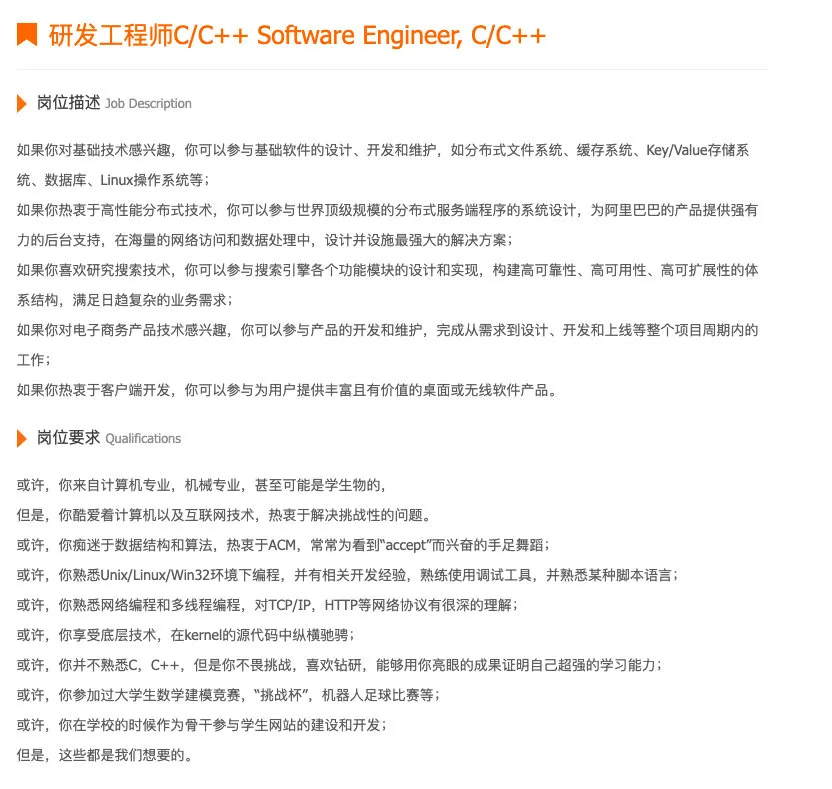 研发工程师C/C++ Software Engineer, C/C++
岗位描述 Job Description
如果你对基础技术感兴趣，你可以参与基础软件的设计、开发和维护，如分布式文件系统、缓存系统、Key/Value存储系
统、数据库、Linux操作系统等；
如果你热衷于高性能分布式技术，你可以参与世界顶级规模的分布式服务端程序的系统设计，为阿里巴巴的产品提供强有
力的后台支持，在海量的网络访问和数据处理中，设计并设施最强大的解决方案；
如果你喜欢研究搜索技术，你可以参与搜索引擎各个功能模块的设计和实现，构建高可靠性、高可用性、高可扩展性的体
系结构，满足日趋复杂的业务需求；
如果你对电子商务产品技术感兴趣，你可以参与产品的开发和维护，完成从需求到设计、开发和上线等整个项目周期内的
工作；
如果你热衷于客户端开发，你可以参与为用户提供丰富且有价值的桌面或无线软件产品。
岗位要求 Qualifications
或许，你来自计算机专业，机械专业，甚至可能是学生物的，
但是，你酷爱着计算机以及互联网技术，热衷于解决挑战性的问题。
或许，你痴迷于数据结构和算法，热衷于ACM，常常为看到“accept”而兴奋的手足舞蹈；
或许，你熟悉Unix/Linux/Win32环境下编程，并有相关开发经验，熟练使用调试工具，并熟悉某种脚本语言；
或许，你熟悉网络编程和多线程编程，对TCP/IP，HTTP等网络协议有很深的理解；
或许，你享受底层技术，在kernel的源代码中纵横驰骋；
或许，你并不熟悉C，C++，但是你不畏挑战，喜欢钻研，能够用你亮眼的成果证明自己超强的学习能力；
或许，你参加过大学生数学建模竞赛，“挑战杯”，机器人足球比赛等；
或许，你在学校的时候作为骨干参与学生网站的建设和开发；
但是，这些都是我们想要的。